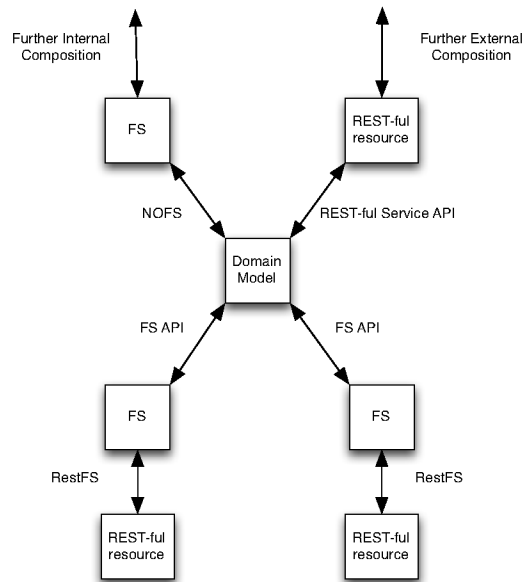 Further Internal
Composition
Further External
Composition
FS
REST-ful
resource
NOFS
REST-ful Service API
Domain
Model
FS API
FS API
FS
FS
RestFS
RestFS
REST-ful
resource
REST-ful
resource